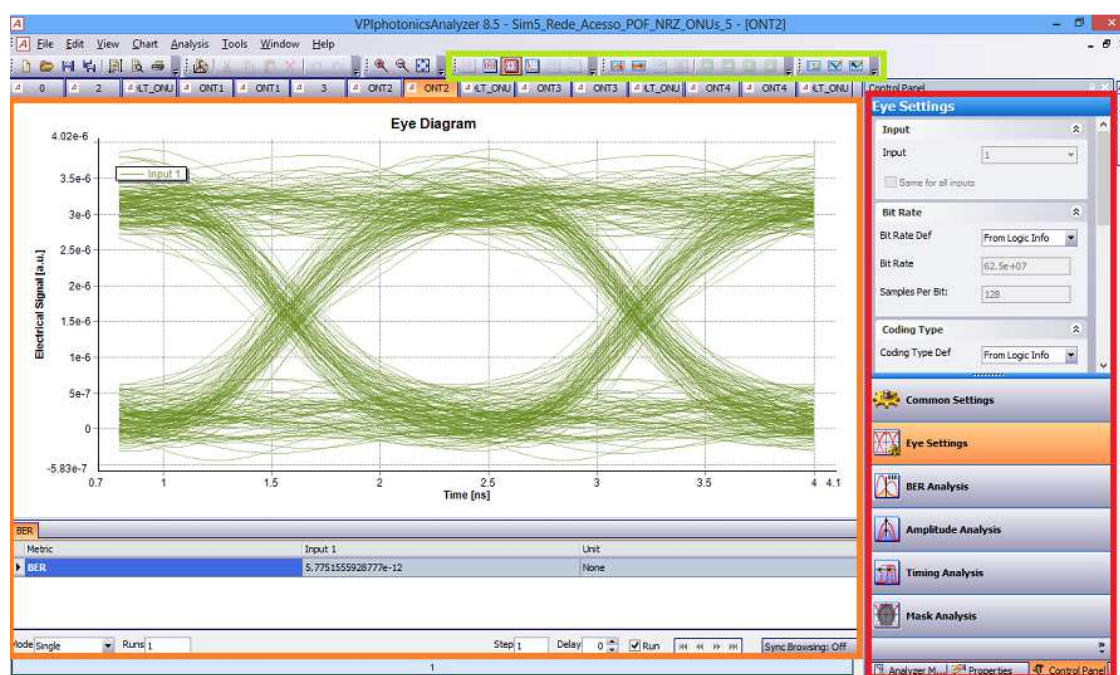 VPIphotonicsAnalyzer 8.5 - Sim5_Rede_Acesso_POF_NRZ_ONUs_5 - [ONT2]
File Edit View Chart Analysis Tools Window Help
0 2 ONT1 ONT1 3 ONT2 ONT2 ONT3 ONT3 ONT4 ONT4
Control Panel
Eye Settings
Input
Input 1
Same for all inputs
Bit Rate
Bit Rate Def From Logic Info
Bit Rate 62.5e+07
Samples Per Bit: 128
Coding Type
Coding Type Def From Logic Info
Common Settings
Eye Settings
BER Analysis
Amplitude Analysis
Timing Analysis
Mask Analysis
Analyzer M... Properties Control Panel
Eye Diagram
4.02e-6
3.5e-6
3e-6
2.5e-6
2e-6
1.5e-6
1e-6
5e-7
0
-5.83e-7
Electrical Signal [a.u.]
Input 1
0.7 1 1.5 2 2.5 3 3.5 4 4.1
Time [ns]
BER
Metric Input 1 Unit
BER 5.7751555928777e-12 None
Mode Single Runs 1 Step 1 Delay 0 Run Sync Browsing: Off
1